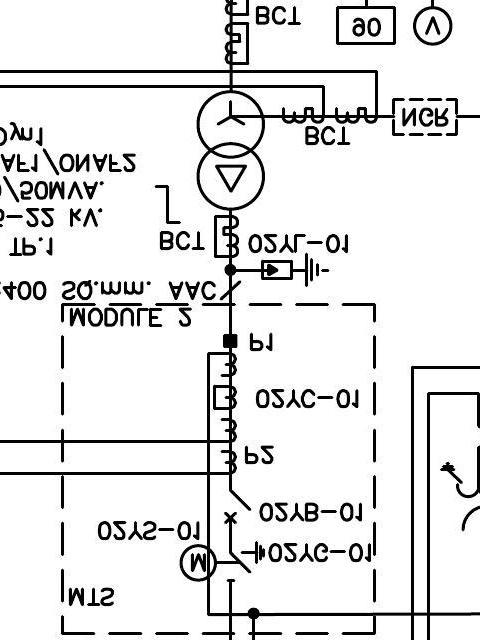 BCT
90
V
NGR
BCT
Dyn1
AF1/ONAF2
/50MVA.
5-22 kV.
TP.1
BCT
02YL-01
400 SQ.mm. AAC
MODULE 2
P1
02YC-01
P2
02YB-01
02YS-01
02YG-01
M
MTS